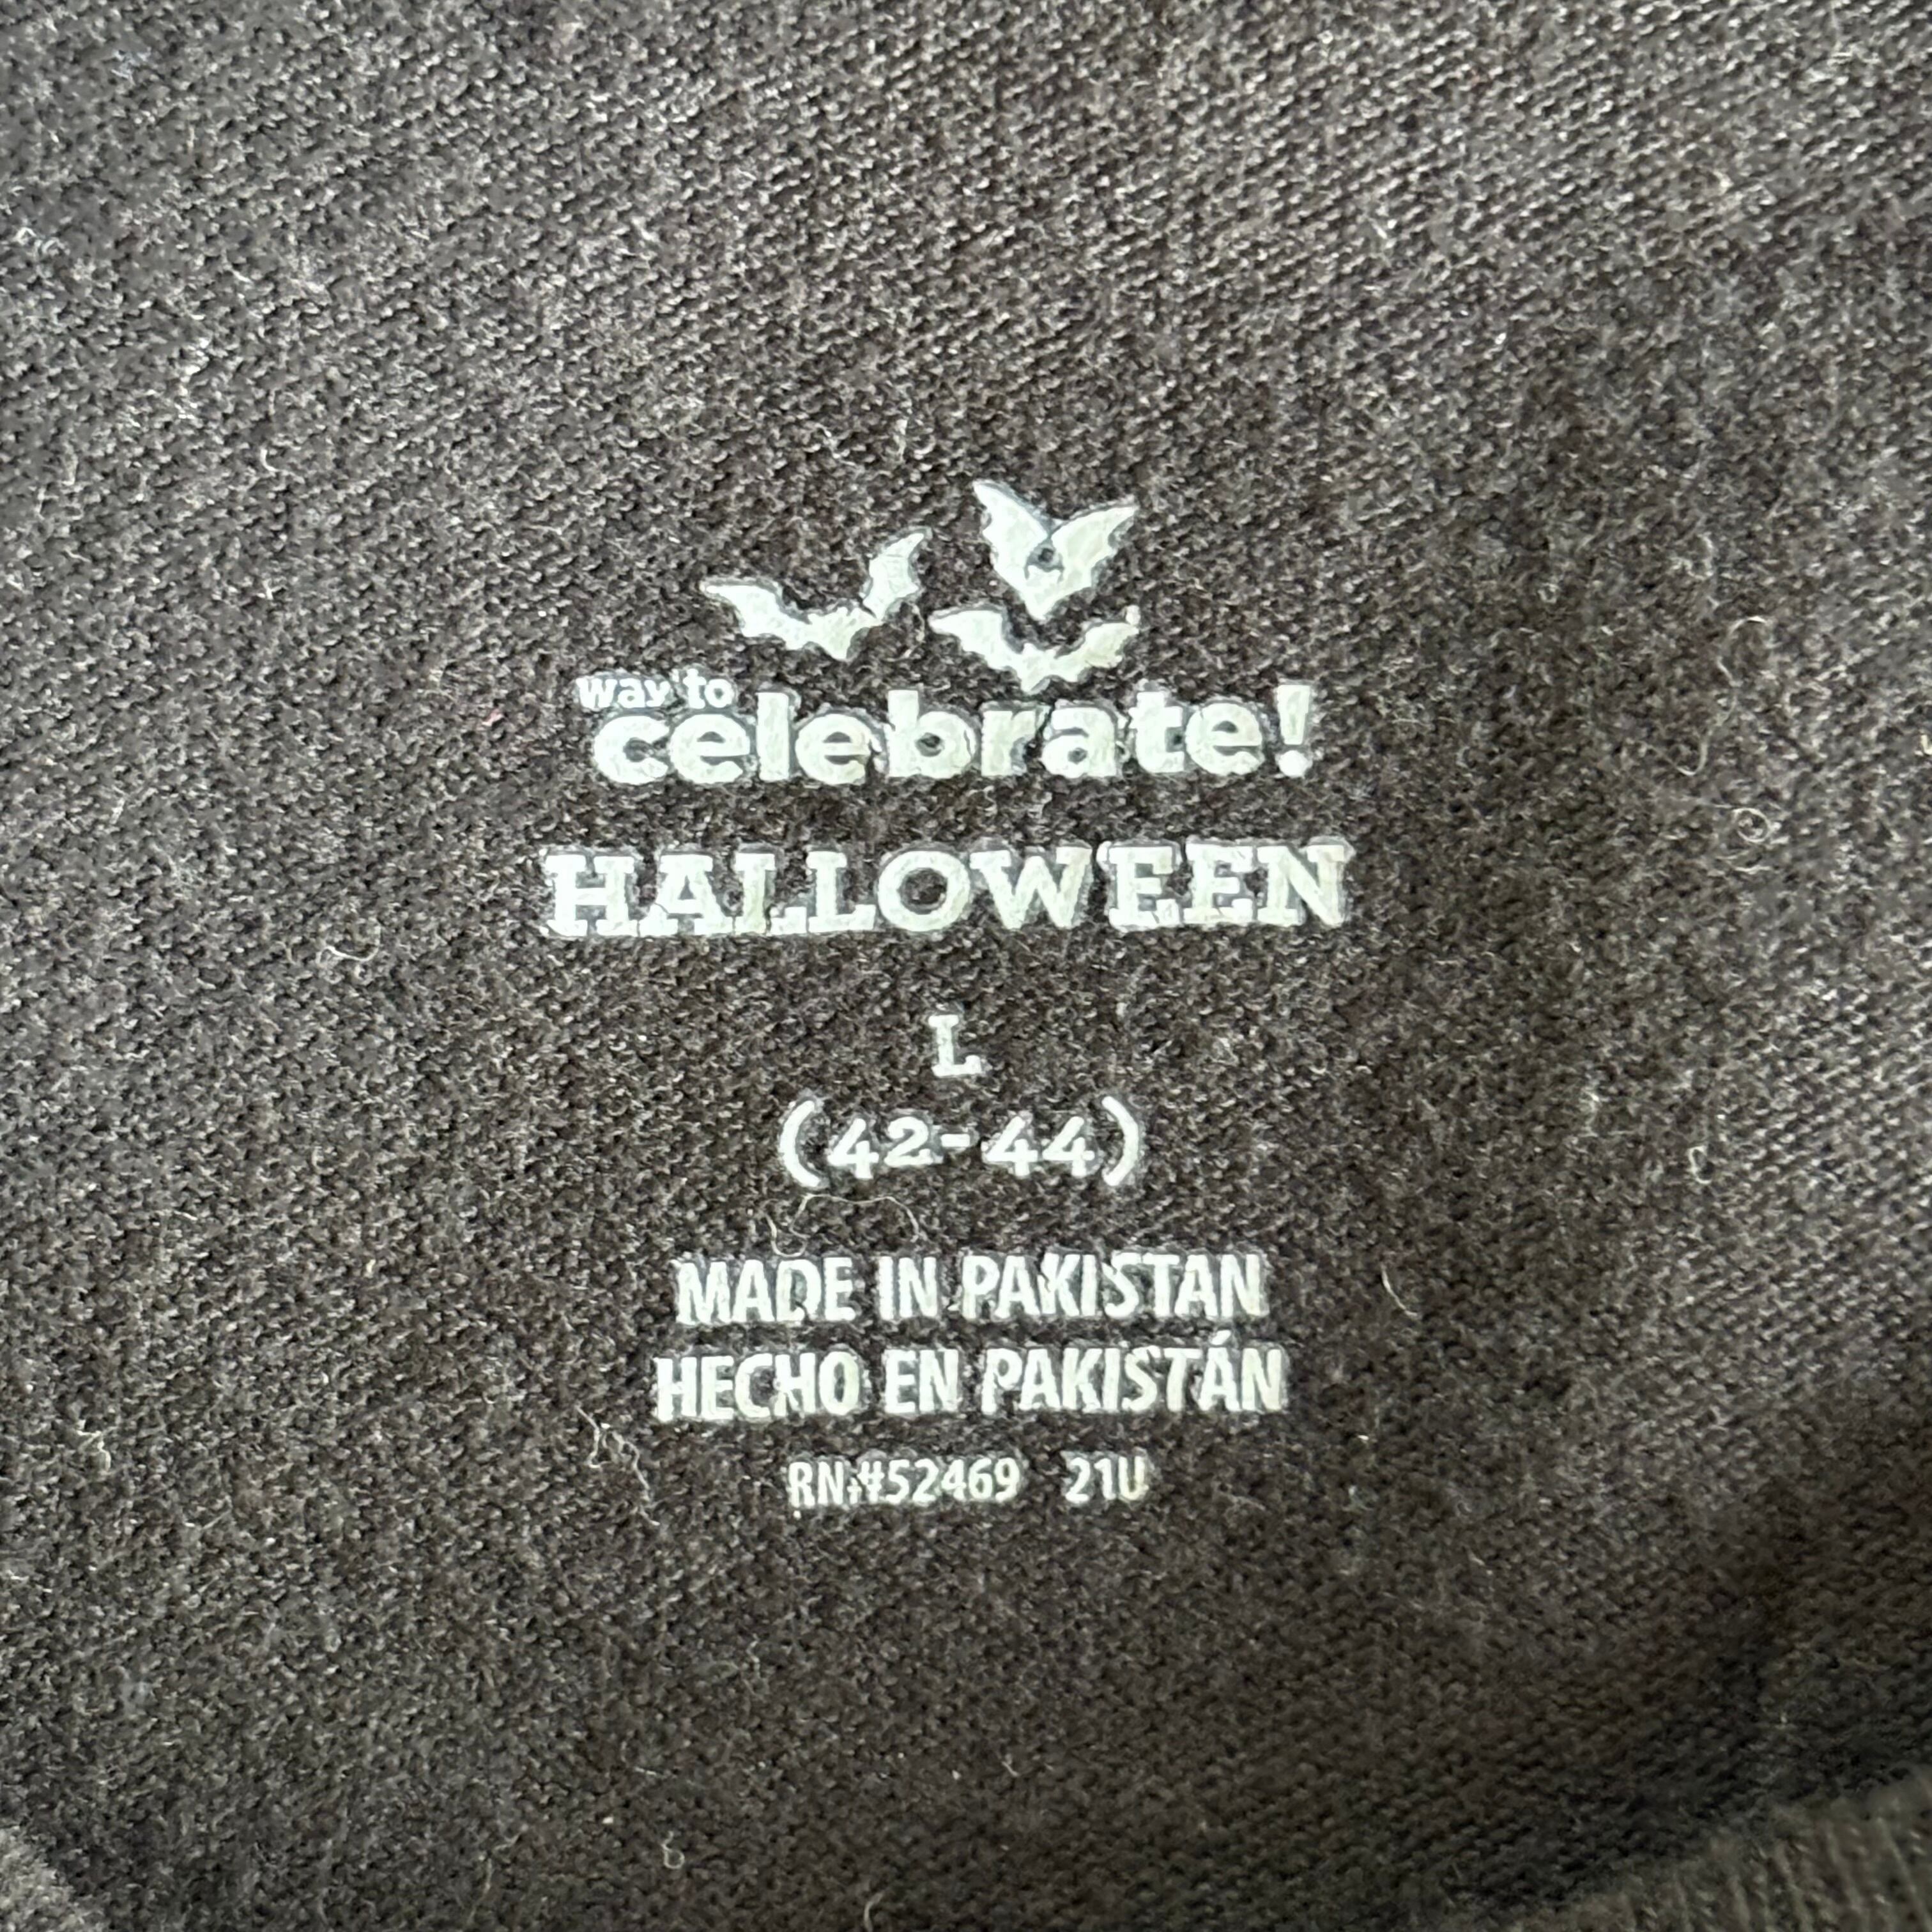 way to
celebrate!
HALLOWEEN
L
(42-44)
MADE IN PAKISTAN
HECHO EN PAKISTÁN
RN:#52469 21U